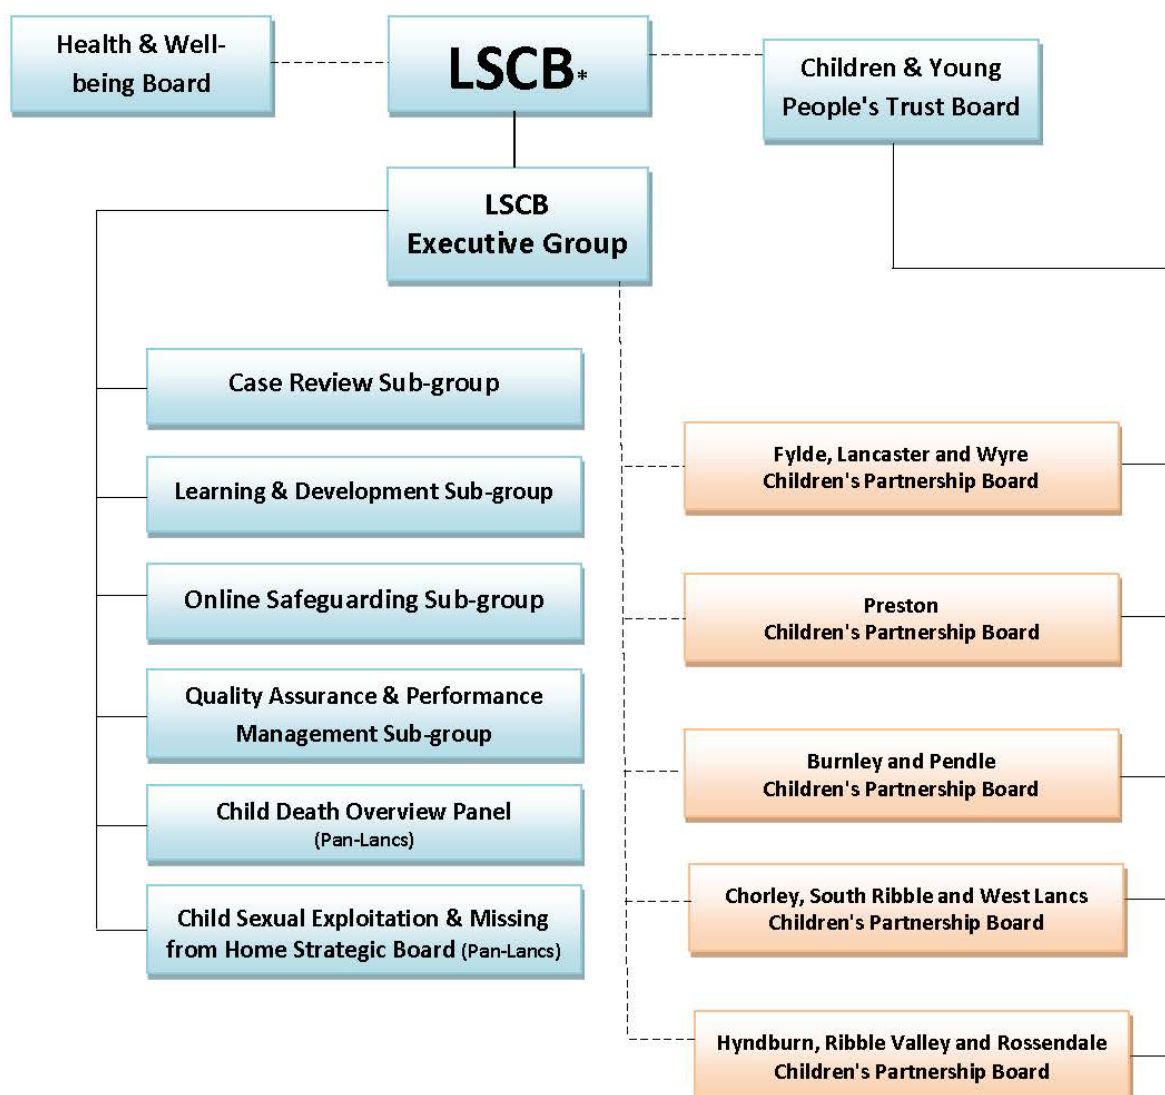 Health & Well-
being Board
LSCB*
Children & Young
People's Trust Board
LSCB
Executive Group
Case Review Sub-group
Learning & Development Sub-group
Online Safeguarding Sub-group
Quality Assurance & Performance
Management Sub-group
Child Death Overview Panel
(Pan-Lancs)
Child Sexual Exploitation & Missing
from Home Strategic Board (Pan-Lancs)
Fylde, Lancaster and Wyre
Children's Partnership Board
Preston
Children's Partnership Board
Burnley and Pendle
Children's Partnership Board
Chorley, South Ribble and West Lancs
Children's Partnership Board
Hyndburn, Ribble Valley and Rossendale
Children's Partnership Board